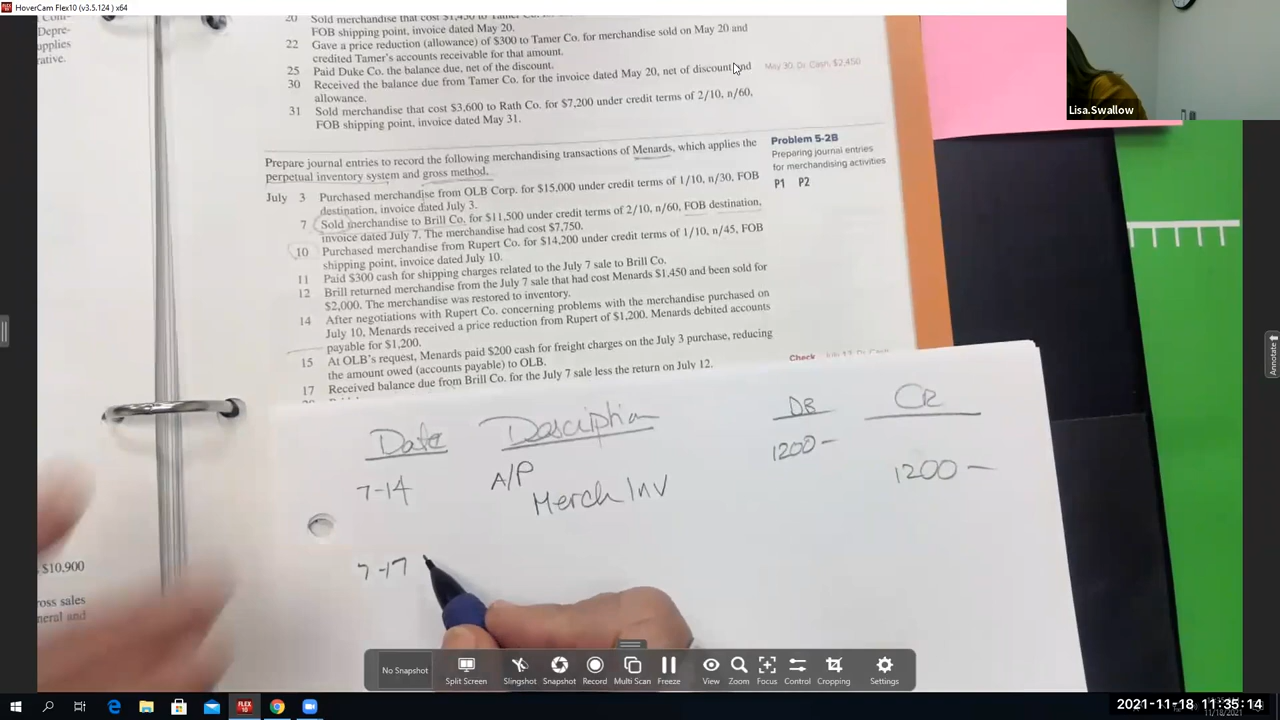 HoverCam Flex10 (v3.5.124 ) x64
Depre-
upplies
rative.
20 Sold merchandise that cost $1,450 to Tamer Co.
FOB shipping point, invoice dated May 20.
22 Gave a price reduction (allowance) of $300 to Tamer Co. for merchandise sold on May 20 and
credited Tamer's accounts receivable for that amount.
25 Paid Duke Co. the balance due, net of the discount.
30 Received the balance due from Tamer Co. for the invoice dated May 20, net of discount and
allowance.
May 30, Dr. Cash, $2,450
31 Sold merchandise that cost $3,600 to Rath Co. for $7,200 under credit terms of 2/10, n/60,
FOB shipping point, invoice dated May 31.
Prepare journal entries to record the following merchandising transactions of Menards, which applies the
perpetual inventory system and gross method.
Problem 5-2B
Preparing journal entries
for merchandising activities
P1 P2
July 3 Purchased merchandise from OLB Corp. for $15,000 under credit terms of 1/10, n/30, FOB
destination, invoice dated July 3.
7 Sold merchandise to Brill Co. for $11,500 under credit terms of 2/10, n/60, FOB destination,
invoice dated July 7. The merchandise had cost $7,750.
10 Purchased merchandise from Rupert Co. for $14,200 under credit terms of 1/10, n/45, FOB
shipping point, invoice dated July 10.
11 Paid $300 cash for shipping charges related to the July 7 sale to Brill Co.
12 Brill returned merchandise from the July 7 sale that had cost Menards $1,450 and been sold for
$2,000. The merchandise was restored to inventory.
14 After negotiations with Rupert Co. concerning problems with the merchandise purchased on
July 10, Menards received a price reduction from Rupert of $1,200. Menards debited accounts
payable for $1,200.
15 At OLB's request, Menards paid $200 cash for freight charges on the July 3 purchase, reducing
the amount owed (accounts payable) to OLB.
17 Received balance due from Brill Co. for the July 7 sale less the return on July 12.
Check
Date Description DB CR
7-14 A/P 1200-
Merch Inv 1200 -
7-17
$10,900
oss sales
neral and
Lisa.Swallow
Annotate
No Snapshot
Split Screen
Slingshot
Snapshot
Record
Multi Scan
Freeze
View
Zoom
Focus
Control
Cropping
Settings
2021-11-18 11:35:14